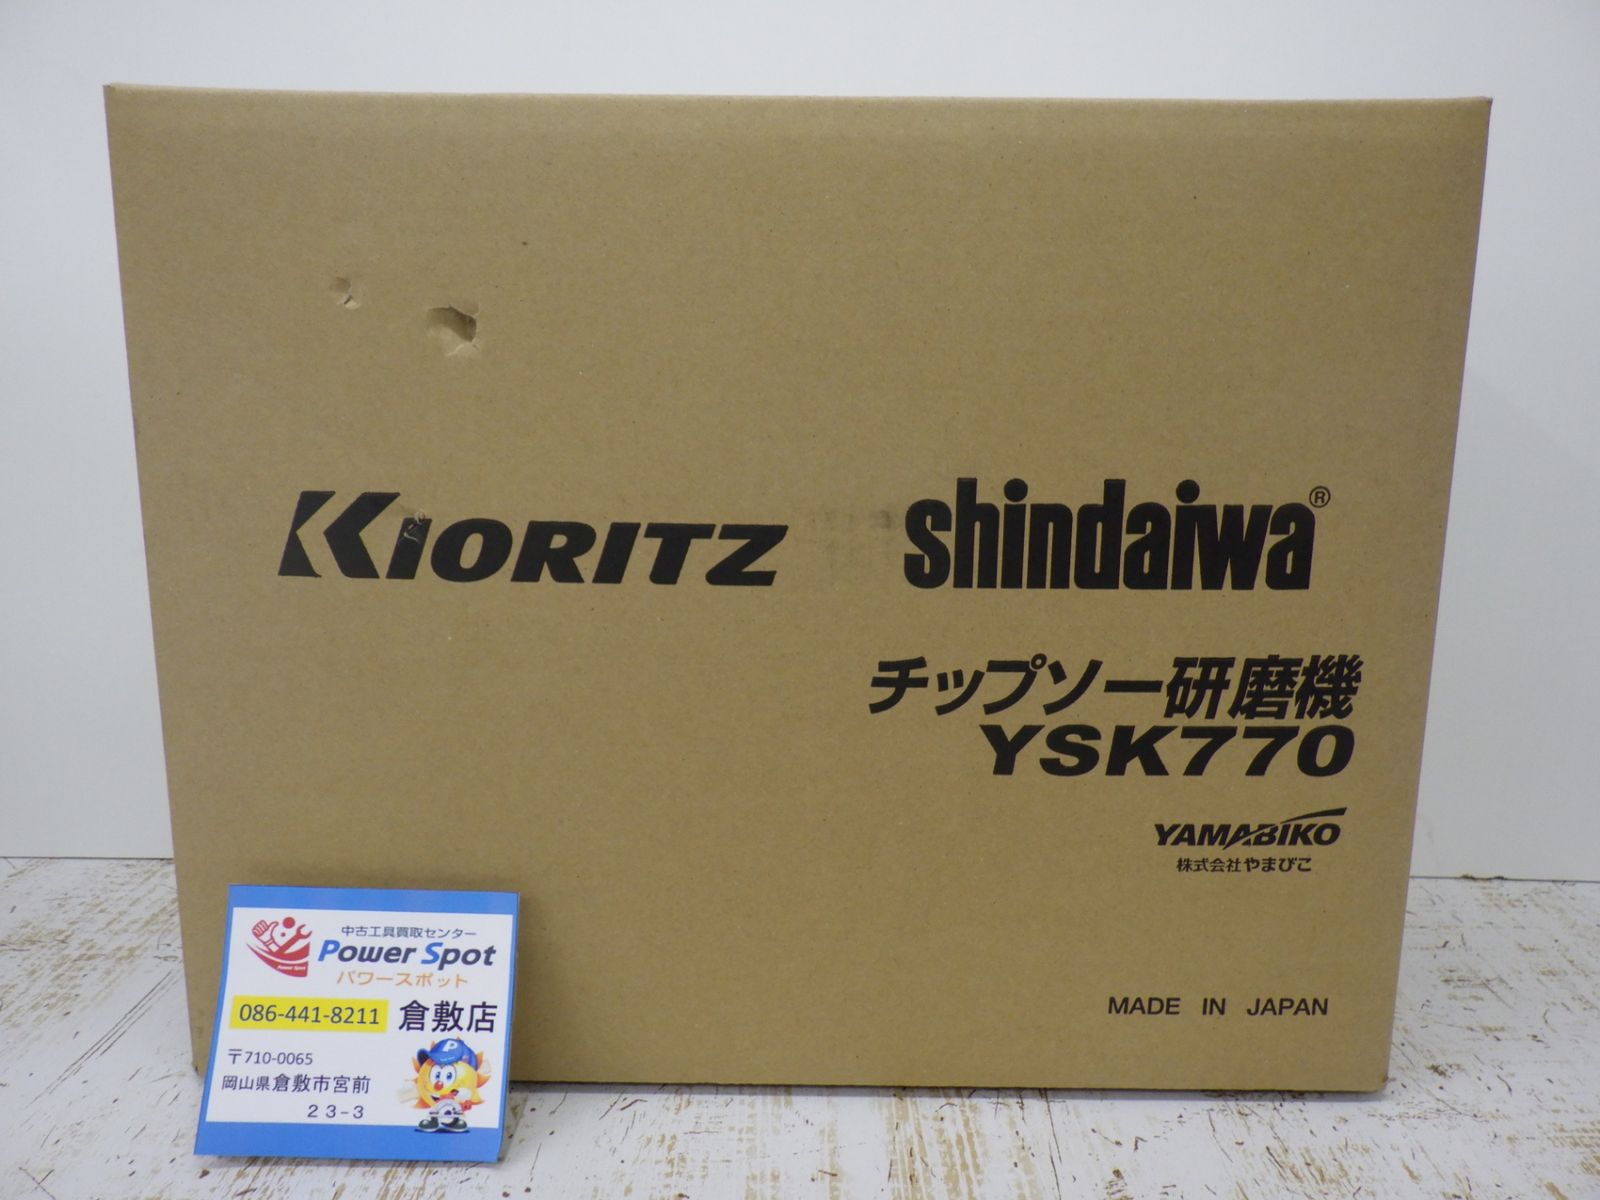 KIORITZ
shindaiwa®
チップソー研磨機
YSK770
YAMABIKO
株式会社やまびこ
MADE IN JAPAN
中古工具買取センター
Power Spot
Power Spot
パワースポット
086-441-8211 倉敷店
〒710-0065
岡山県倉敷市宮前
23-3
P